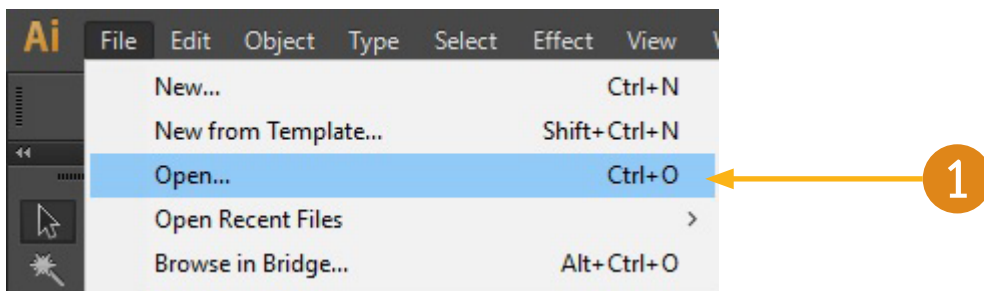 Ai File Edit Object Type Select Effect View
New... Ctrl+N
New from Template... Shift+Ctrl+N
Open... Ctrl+O
1
Open Recent Files >
Browse in Bridge... Alt+Ctrl+O